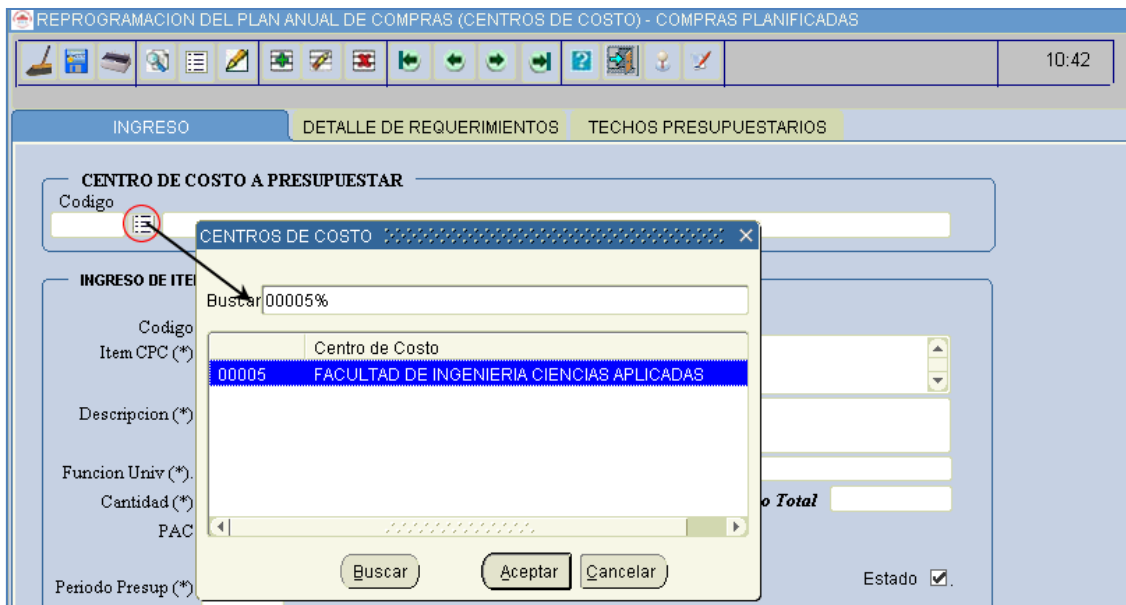 REPROGRAMACION DEL PLAN ANUAL DE COMPRAS (CENTROS DE COSTO) - COMPRAS PLANIFICADAS
10:42
INGRESO DETALLE DE REQUERIMIENTOS TECHOS PRESUPUESTARIOS
CENTRO DE COSTO A PRESUPUESTAR
Codigo
CENTROS DE COSTO
INGRESO DE ITE
Buscar 00005%
Codigo
Centro de Costo
Item CPC (*)
00005 FACULTAD DE INGENIERIA CIENCIAS APLICADAS
Descripcion (*)
Funcion Univ (*).
Cantidad (*) o Total
PAC
Buscar Aceptar Cancelar
Periodo Presup (*) Estado .